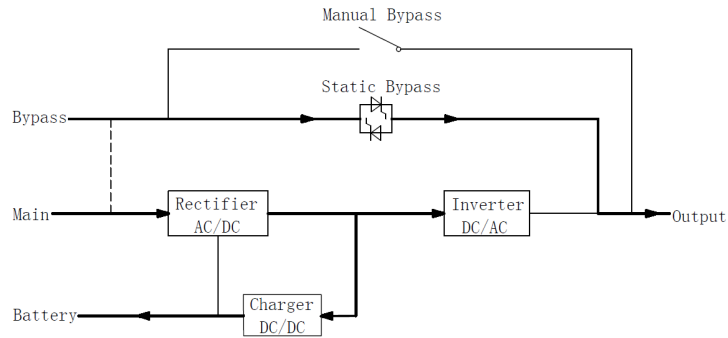 Manual Bypass
Static Bypass
Bypass
Main
Rectifier
AC/DC
Inverter
DC/AC
Output
Battery
Charger
DC/DC